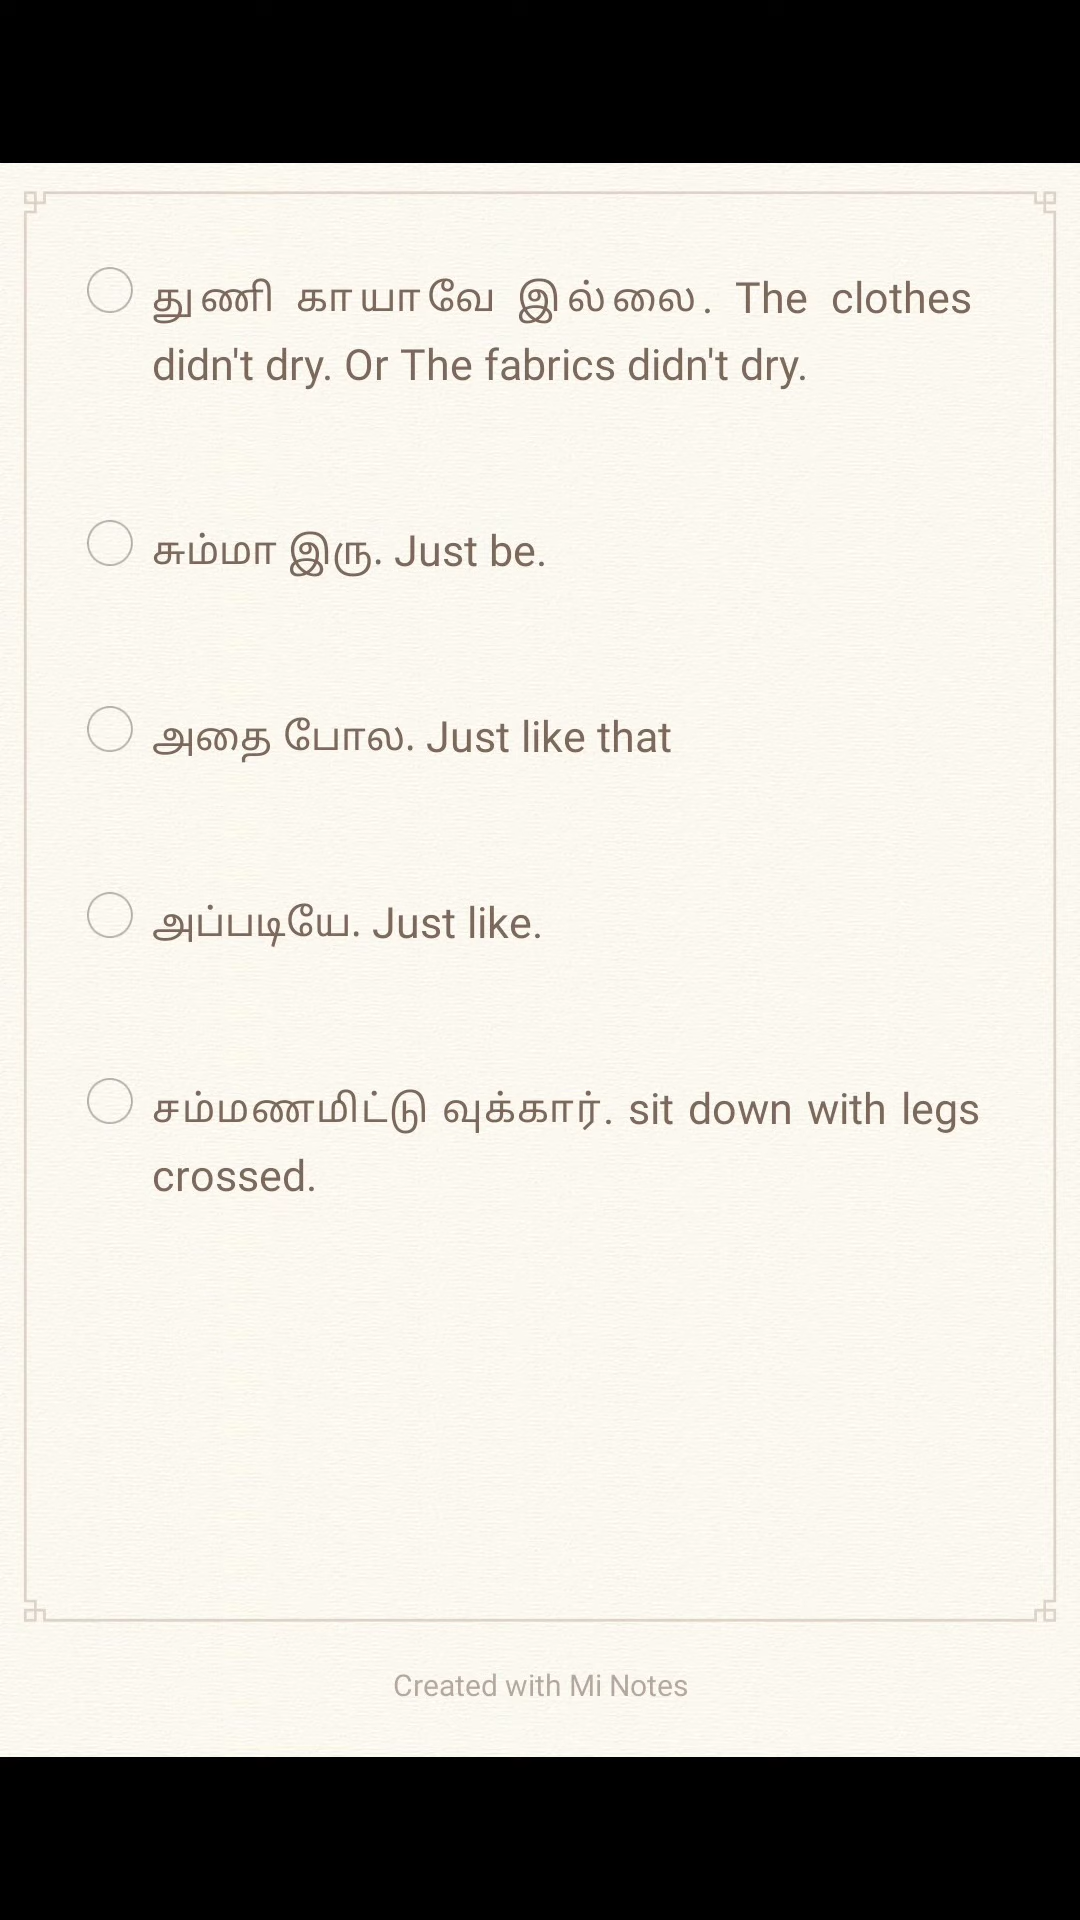 துணி காயாவே இல்லை. The clothes
didn't dry. Or The fabrics didn't dry.
சும்மா இரு. Just be.
அதை போல. Just like that
அப்படியே. Just like.
சம்மணமிட்டு வுக்கார். sit down with legs
crossed.
Created with Mi Notes